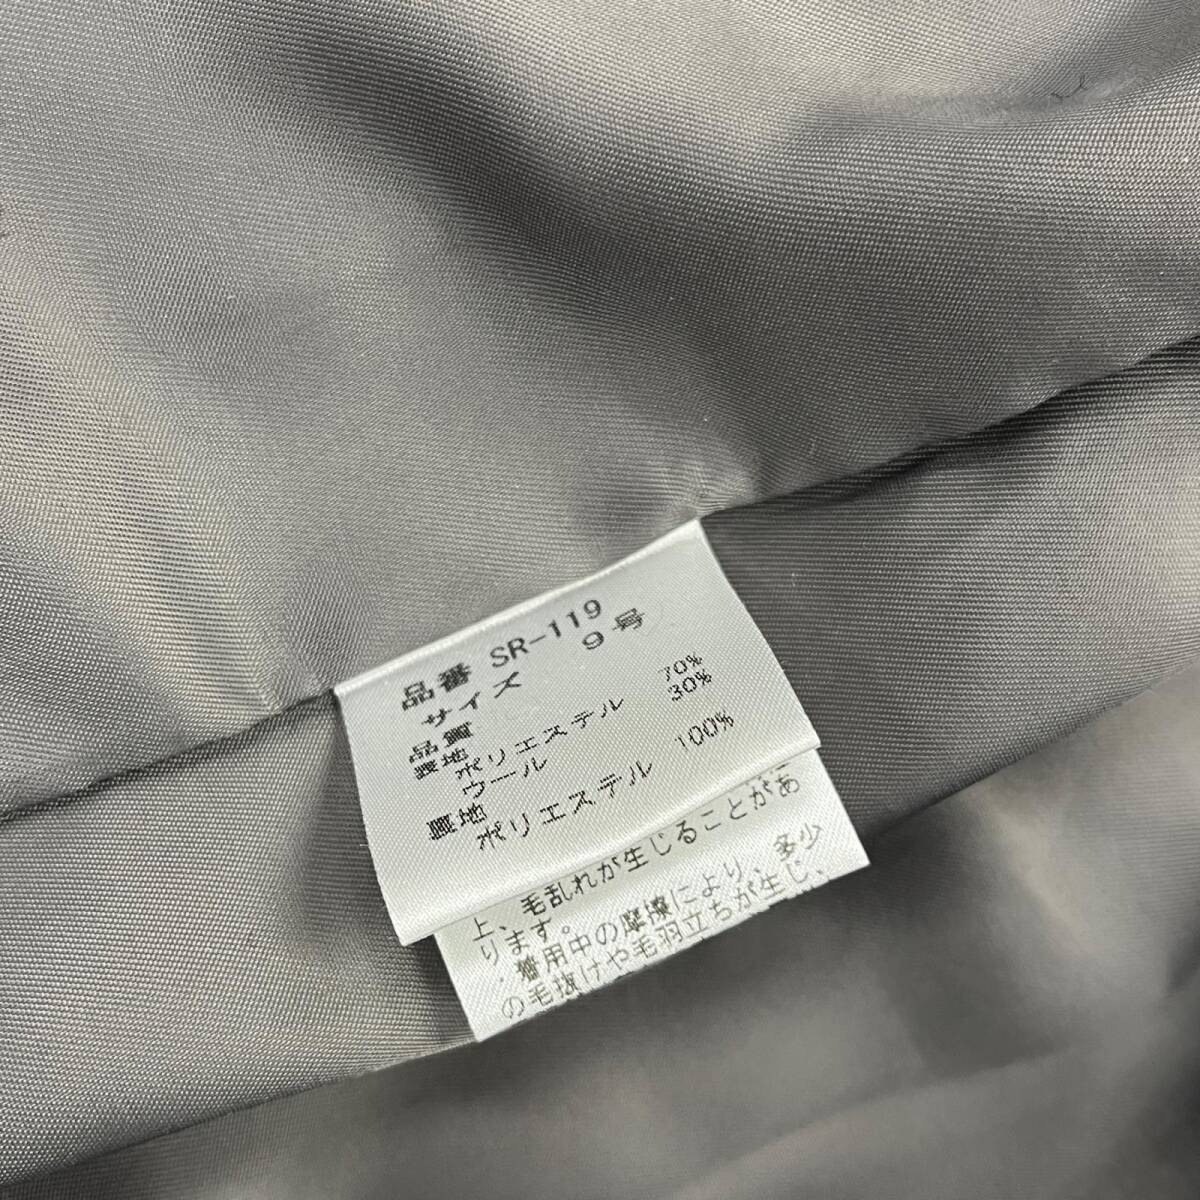 品番 SR-119
サイズ 9号
品質
表地
ポリエステル 70%
ウール 30%
裏地
ポリエステル 100%
上、毛乱れが生じることがあ
ります。
・着用中の摩擦により、多少
の毛抜けや毛羽立ちが生じ、